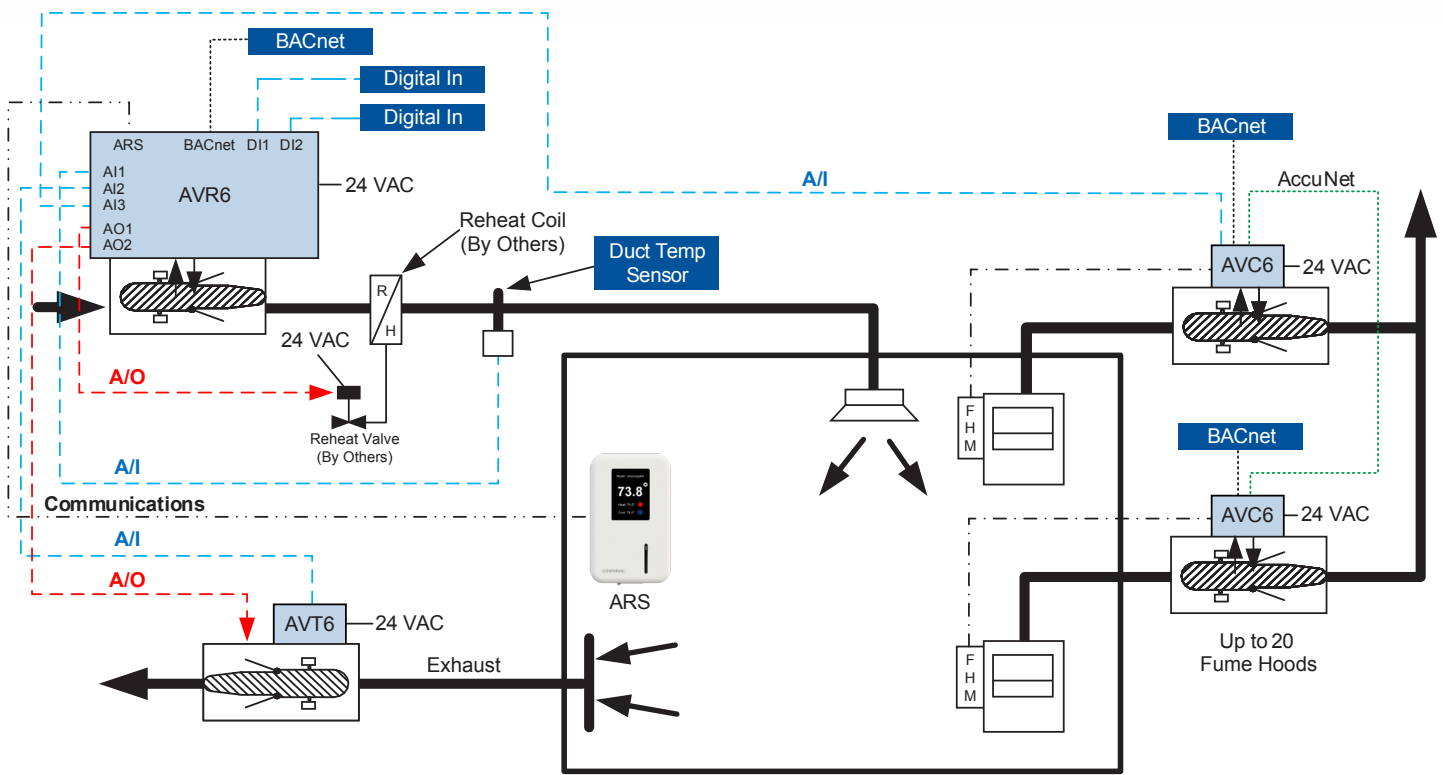 BACnet
Digital In
Digital In
ARS BACnet DI1 DI2
AI1
AI2
AI3
AO1
AO2
AVR6
24 VAC
A/I
BACnet
AccuNet
AVC6
24 VAC
Reheat Coil
(By Others)
Duct Temp
Sensor
R
H
24 VAC
A/O
Reheat Valve
(By Others)
A/I
Communications
A/I
A/O
AVT6
24 VAC
Exhaust
73.8°
ARS
F
H
M
BACnet
AVC6
24 VAC
F
H
M
Up to 20
Fume Hoods